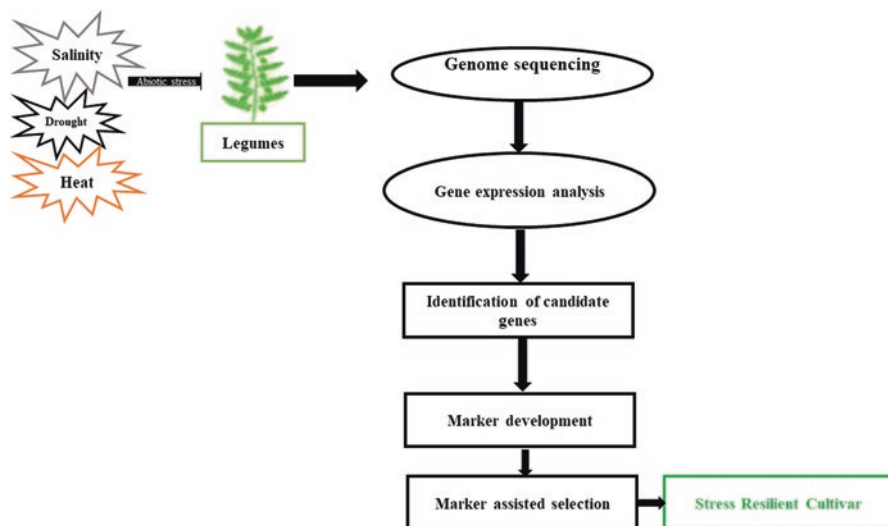 Salinity
Drought
Heat
Abiotic stress
Legumes
Genome sequencing
Gene expression analysis
Identification of candidate
genes
Marker development
Marker assisted selection
Stress Resilient Cultivar